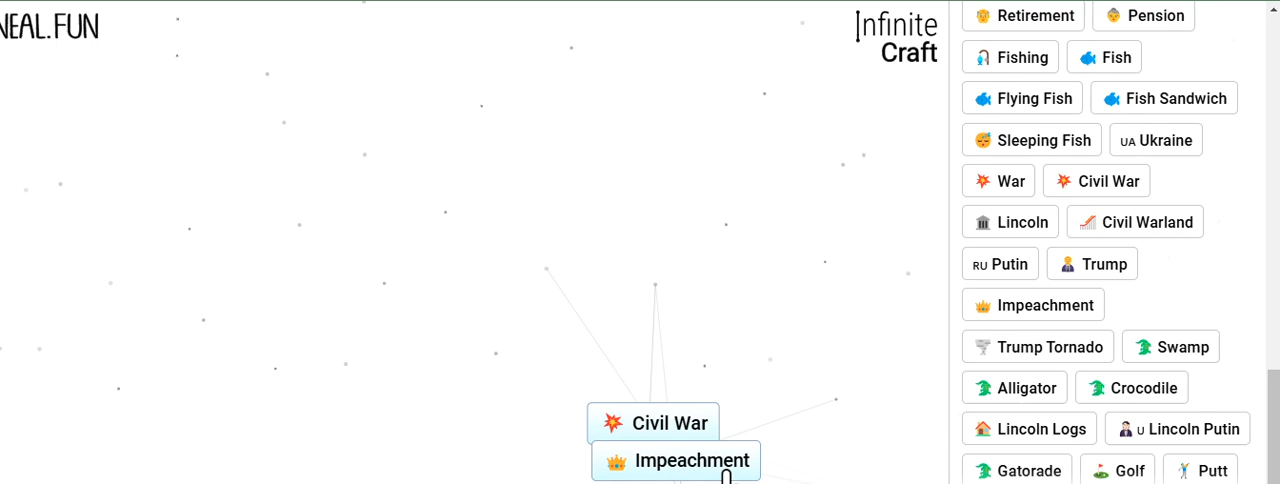 NEAL.FUN
Infinite
Craft
Retirement Pension
Fishing Fish
Flying Fish Fish Sandwich
Sleeping Fish UA Ukraine
War Civil War
Lincoln Civil Warland
RU Putin Trump
Impeachment
Trump Tornado Swamp
Alligator Crocodile
Lincoln Logs U Lincoln Putin
Gatorade Golf Putt
Civil War
Impeachment